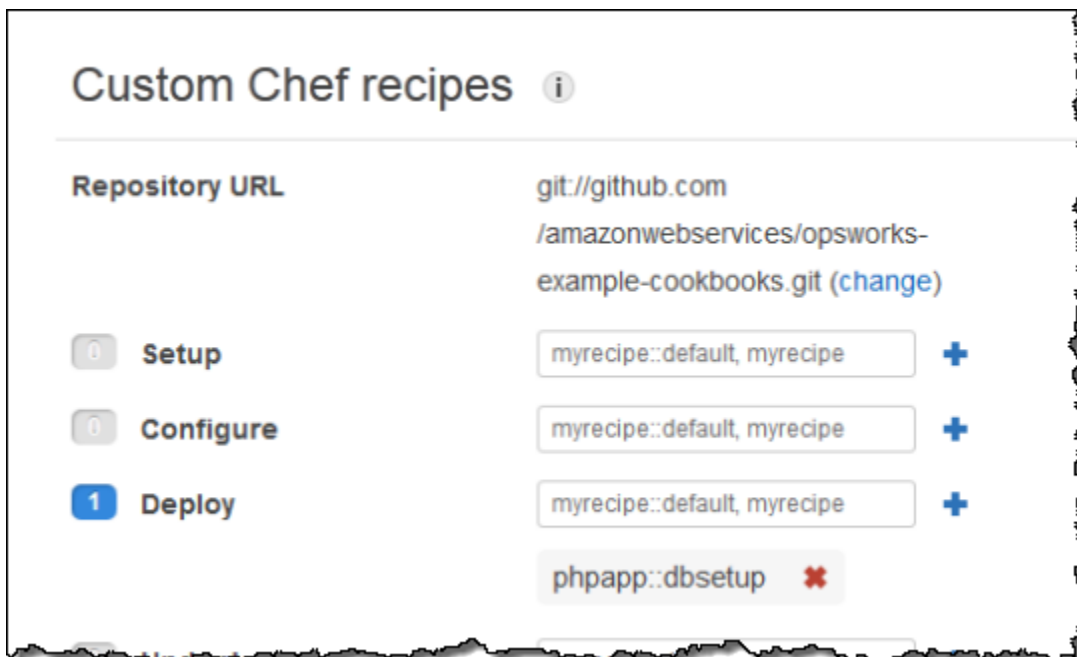 Custom Chef recipes i
Repository URL
git://github.com
/amazonwebservices/opsworks-
example-cookbooks.git (change)
0 Setup myrecipe::default, myrecipe
0 Configure myrecipe::default, myrecipe
1 Deploy myrecipe::default, myrecipe
phpapp::dbsetup